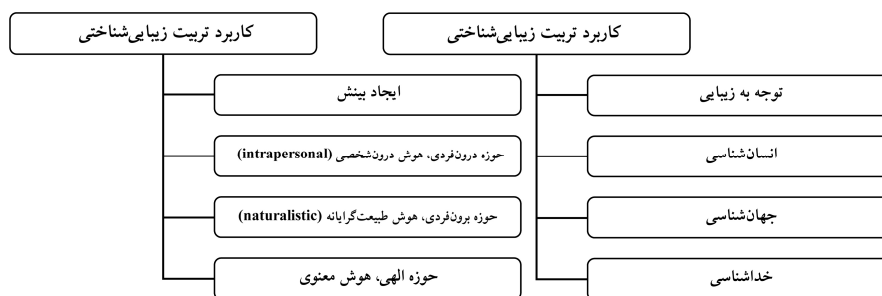 کاربرد تربیت زیبایی‌شناختی
توجه به زیبایی
انسان‌شناسی
جهان‌شناسی
خداشناسی
کاربرد تربیت زیبایی‌شناختی
ایجاد بینش
حوزه درون‌فردی، هوش درون‌شخصی (intrapersonal)
حوزه برون‌فردی، هوش طبیعت‌گرایانه (naturalistic)
حوزه الهی، هوش معنوی